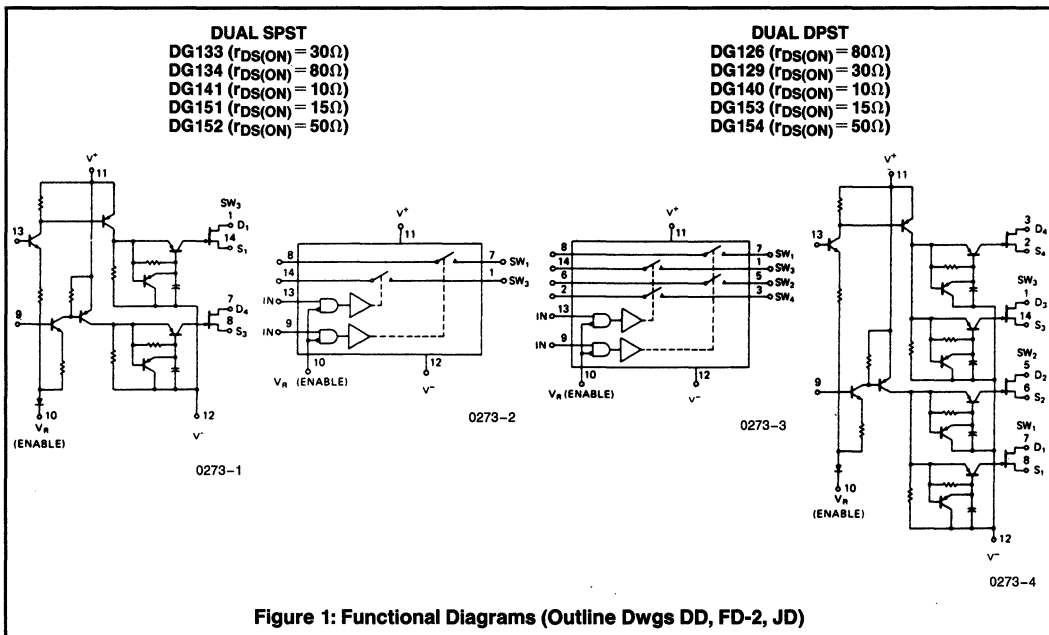 DUAL SPST
DG133 (rDS(ON) = 30Ω)
DG134 (rDS(ON) = 80Ω)
DG141 (rDS(ON) = 10Ω)
DG151 (rDS(ON) = 15Ω)
DG152 (rDS(ON) = 50Ω)
DUAL DPST
DG126 (rDS(ON) = 80Ω)
DG129 (rDS(ON) = 30Ω)
DG140 (rDS(ON) = 10Ω)
DG153 (rDS(ON) = 15Ω)
DG154 (rDS(ON) = 50Ω)
V+
11
SW3
1
D1
14
S1
13
7
D4
8
S3
9
10
VR
(ENABLE)
12
V-
0273-1
V+
11
8
7
SW1
14
1
SW3
IN 13
IN 9
10
VR (ENABLE)
12
V-
0273-2
V+
11
8
7
SW1
14
1
SW3
6
5
SW2
2
3
SW4
IN 13
IN 9
10
VR (ENABLE)
12
V-
0273-3
V+
11
13
3
D4
2
S4
SW3
1
D3
14
S3
SW2
5
D2
6
S2
9
SW1
7
D1
8
S1
10
VR
(ENABLE)
12
V-
0273-4
Figure 1: Functional Diagrams (Outline Dwgs DD, FD-2, JD)